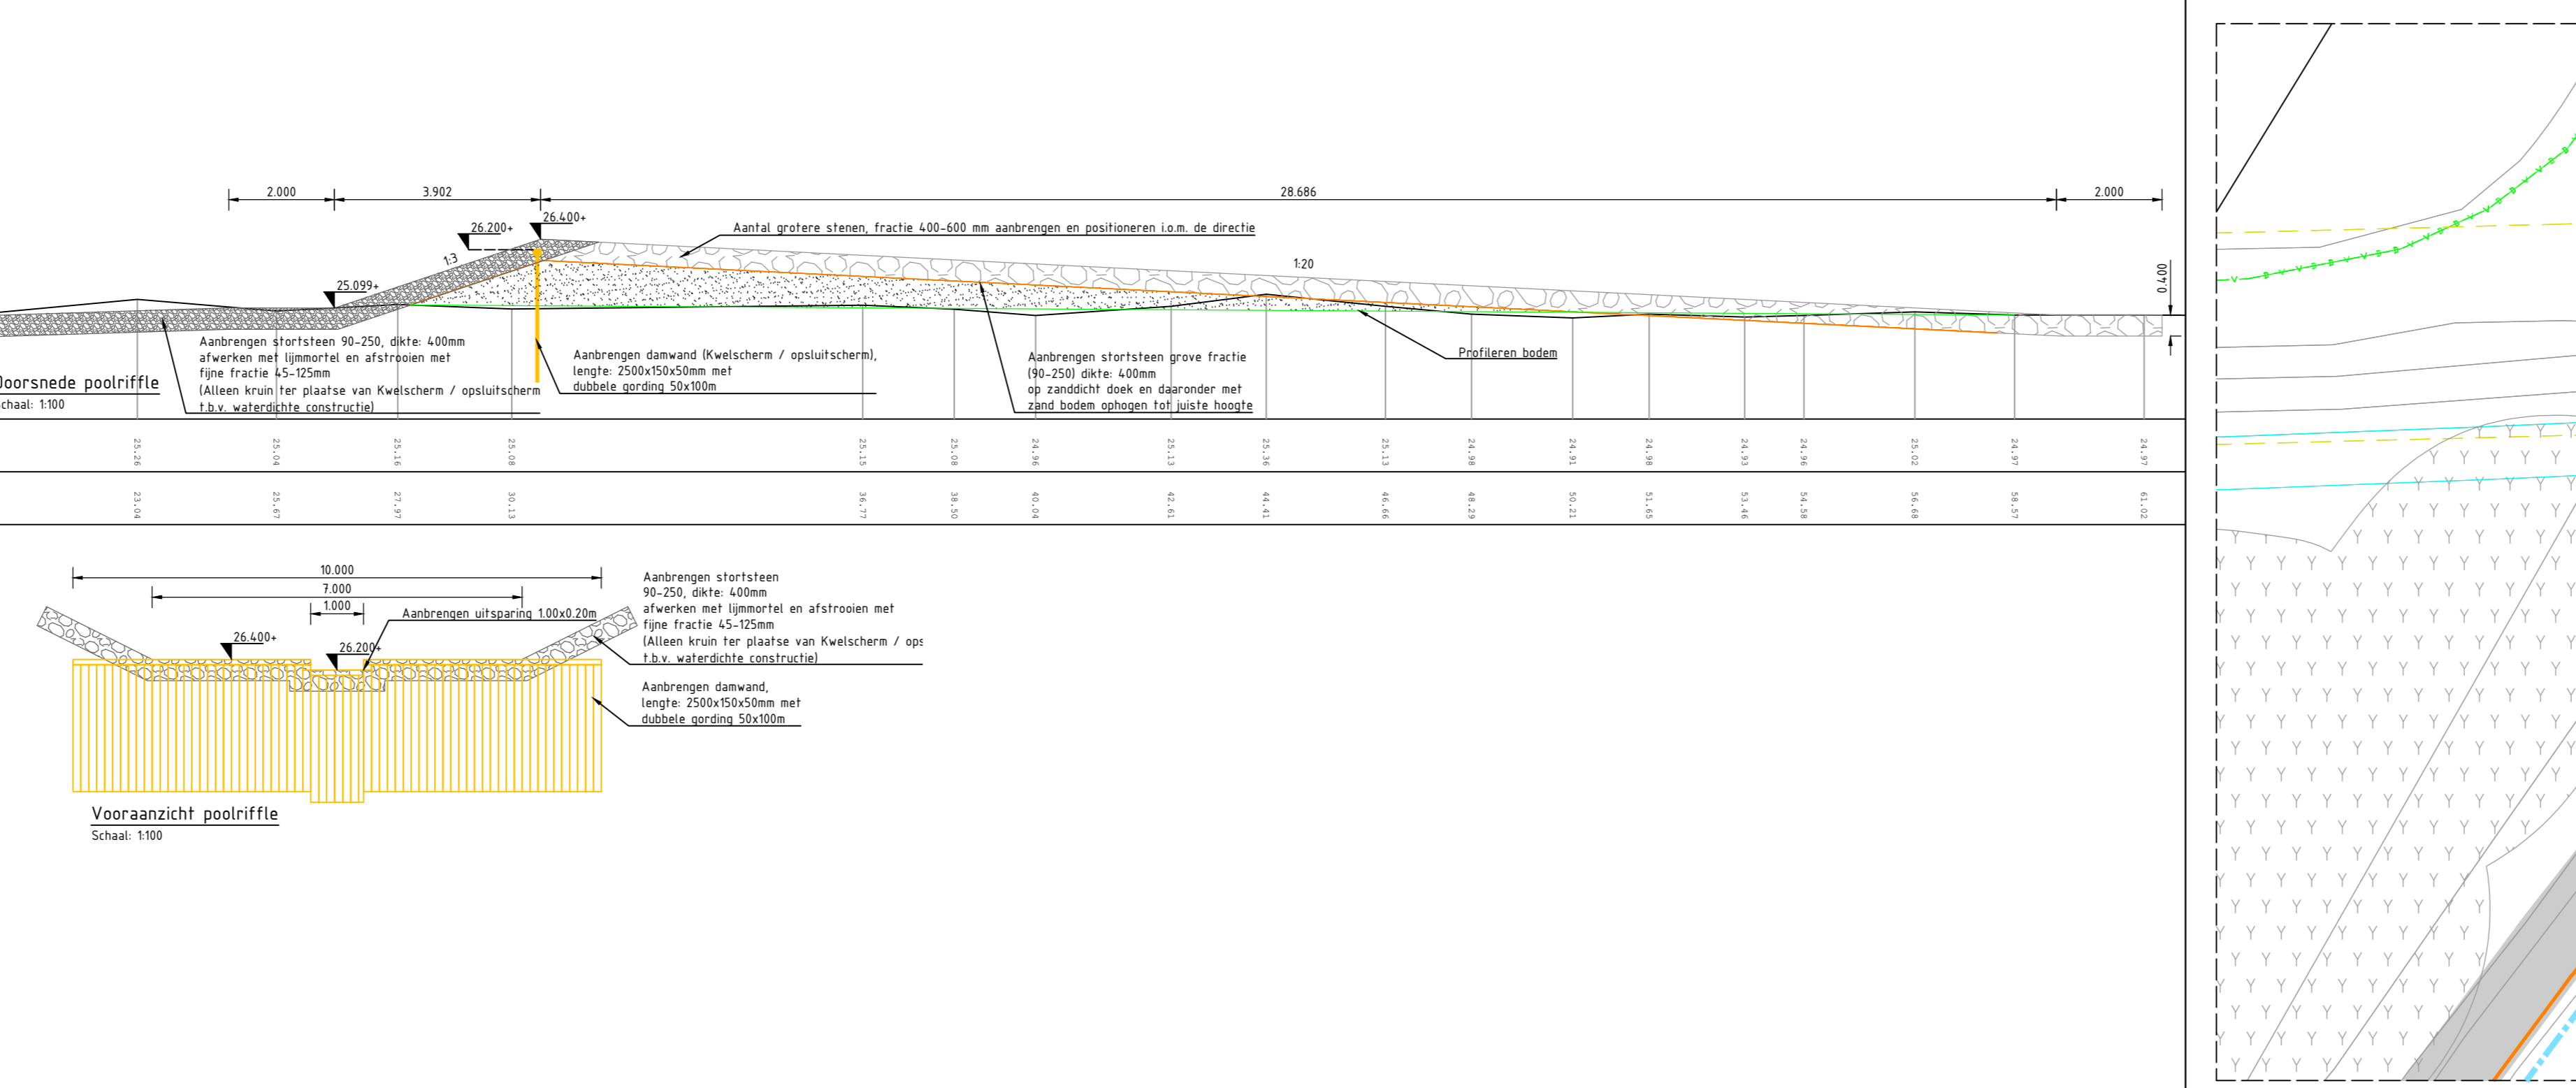 2.000
3.902
28.686
2.000
26.400+
26.200+
Aantal grotere stenen, fractie 400-600 mm aanbrengen en positioneren i.o.m. de directie
1:3
1:20
0.400
25.099+
Aanbrengen stortsteen 90-250, dikte: 400mm
afwerken met lijmmortel en afstrooien met
fijne fractie 45-125mm
(Alleen kruin ter plaatse van Kwelscherm / opsluitscherm
t.b.v. waterdichte constructie)
Aanbrengen damwand (Kwelscherm / opsluitscherm),
lengte: 2500x150x50mm met
dubbele gording 50x100m
Aanbrengen stortsteen grove fractie
(90-250) dikte: 400mm
op zanddicht doek en daaronder met
zand bodem ophogen tot juiste hoogte
Profileren bodem
Doorsnede poolriffle
chaal: 1:100
25.26
25.04
25.16
25.08
25.15
25.08
24.96
25.13
25.36
25.13
24.98
24.91
24.98
24.93
24.96
25.02
24.97
24.97
23.04
25.67
27.97
30.13
36.77
38.50
40.04
42.61
44.41
46.66
48.29
50.21
51.65
53.46
54.58
56.68
58.57
61.02
10.000
7.000
1.000
Aanbrengen uitsparing 1.00x0.20m
26.400+
26.200+
Aanbrengen stortsteen
90-250, dikte: 400mm
afwerken met lijmmortel en afstrooien met
fijne fractie 45-125mm
(Alleen kruin ter plaatse van Kwelscherm / ops
t.b.v. waterdichte constructie)
Aanbrengen damwand,
lengte: 2500x150x50mm met
dubbele gording 50x100m
Vooraanzicht poolriffle
Schaal: 1:100